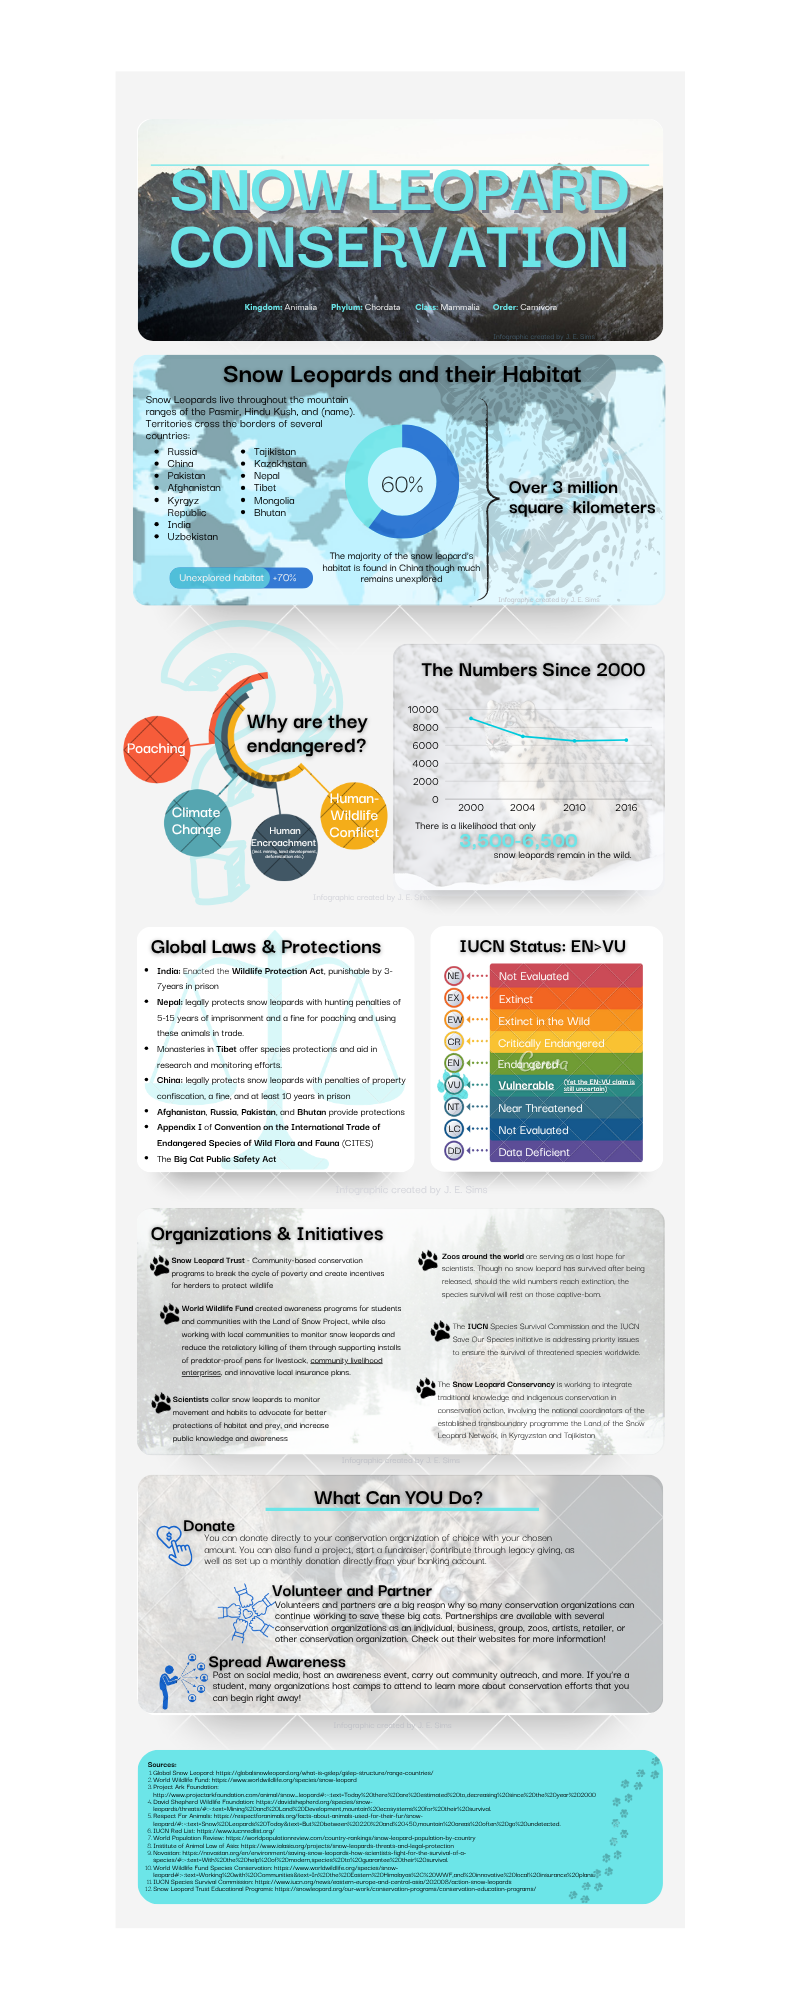 SNOW LEOPARD
CONSERVATION
Kingdom: Animalia Phylum: Chordata Class: Mammalia Order: Carnivora
Infographic created by J. E. Sims
Snow Leopards and their Habitat
Snow Leopards live throughout the mountain
ranges of the Pasmir, Hindu Kush, and (name).
Territories cross the borders of several
countries:
• Russia
• China
• Pakistan
• Afghanistan
• Kyrgyz
Republic
• India
• Uzbekistan
• Tajikistan
• Kazakhstan
• Nepal
• Tibet
• Mongolia
• Bhutan
60%
Over 3 million
square kilometers
The majority of the snow leopard's
habitat is found in China though much
remains unexplored
Unexplored habitat +70%
Infographic created by J. E. Sims
Why are they
endangered?
Poaching
Climate
Change
Human
Encroachment
(incl. mining, land development,
deforestation etc.)
Human-
Wildlife
Conflict
The Numbers Since 2000
10000
8000
6000
4000
2000
0
2000 2004 2010 2016
There is a likelihood that only
3,500-6,500
snow leopards remain in the wild.
Infographic created by J. E. Sims
Global Laws & Protections
• India: Enacted the Wildlife Protection Act, punishable by 3-
7years in prison
• Nepal: legally protects snow leopards with hunting penalties of
5-15 years of imprisonment and a fine for poaching and using
these animals in trade.
• Monasteries in Tibet offer species protections and aid in
research and monitoring efforts.
• China: legally protects snow leopards with penalties of property
confiscation, a fine, and at least 10 years in prison
• Afghanistan, Russia, Pakistan, and Bhutan provide protections
• Appendix I of Convention on the International Trade of
Endangered Species of Wild Flora and Fauna (CITES)
• The Big Cat Public Safety Act
IUCN Status: EN>VU
NE Not Evaluated
EX Extinct
EW Extinct in the Wild
CR Critically Endangered
EN Endangered
Canva
VU Vulnerable (Yet the EN-VU claim is
still uncertain)
NT Near Threatened
LC Not Evaluated
DD Data Deficient
Infographic created by J. E. Sims
Organizations & Initiatives
Snow Leopard Trust - Community-based conservation
programs to break the cycle of poverty and create incentives
for herders to protect wildlife
World Wildlife Fund created awareness programs for students
and communities with the Land of Snow Project, while also
working with local communities to monitor snow leopards and
reduce the retaliatory killing of them through supporting installs
of predator-proof pens for livestock, community livelihood
enterprises, and innovative local insurance plans.
Scientists collar snow leopards to monitor
movement and habits to advocate for better
protections of habitat and prey, and increase
public knowledge and awareness
Zoos around the world are serving as a last hope for
scientists. Though no snow leopard has survived after being
released, should the wild numbers reach extinction, the
species survival will rest on those captive-born.
The IUCN Species Survival Commission and the IUCN
Save Our Species initiative is addressing priority issues
to ensure the survival of threatened species worldwide.
The Snow Leopard Conservancy is working to integrate
traditional knowledge and indigenous conservation in
conservation action, involving the national coordinators of the
established transboundary programme the Land of the Snow
Leopard Network, in Kyrgyzstan and Tajikistan
Infographic created by J. E. Sims
What Can YOU Do?
Donate
You can donate directly to your conservation organization of choice with your chosen
amount. You can also fund a project, start a fundraiser, contribute through legacy giving, as
well as set up a monthly donation directly from your banking account.
Volunteer and Partner
Volunteers and partners are a big reason why so many conservation organizations can
continue working to save these big cats. Partnerships are available with several
conservation organizations as an individual, business, group, zoos, artists, retailer, or
other conservation organization. Check out their websites for more information!
Spread Awareness
Post on social media, host an awareness event, carry out community outreach, and more. If you're a
student, many organizations host camps to attend to learn more about conservation efforts that you
can begin right away!
Infographic created by J. E. Sims
Sources:
1. Global Snow Leopard: https://globalsnowleopard.org/what-is-gslep/gslep-structure/range-countries/
2. World Wildlife Fund: https://www.worldwildlife.org/species/snow-leopard
3. Project Ark Foundation:
4. David Shepherd Wildlife Foundation: https://davidshepherd.org/species/snow-
5. Respect For Animals: https://respectforanimals.org/facts-about-animals-used-for-their-fur/snow-
6. IUCN Red List: https://www.iucnredlist.org/
7. World Population Review: https://worldpopulationreview.com/country-rankings/snow-leopard-population-by-country
8. Institute of Animal Law of Asia: https://www.ialasia.org/projects/snow-leopards-threats-and-legal-protection
9. Novastan: https://novastan.org/en/environment/saving-snow-leopards-how-scientists-fight-for-the-survival-of-a-
10. World Wildlife Fund Species Conservation: https://www.worldwildlife.org/species/snow-
11. IUCN Species Survival Commission: https://www.iucn.org/news/eastern-europe-and-central-asia/202006/action-snow-leopards
12. Snow Leopard Trust Educational Programs: https://snowleopard.org/our-work/conservation-programs/conservation-education-programs/